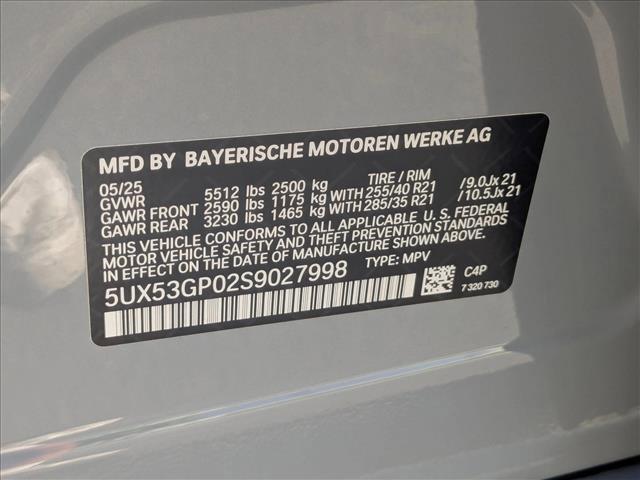 MFD BY BAYERISCHE MOTOREN WERKE AG
05/25 TIRE / RIM
GVWR 5512 lbs 2500 kg
GAWR FRONT 2590 lbs 1175 kg WITH 255/40 R21 /9.0Jx 21
GAWR REAR 3230 lbs 1465 kg WITH 285/35 R21 /10.5Jx 21
THIS VEHICLE CONFORMS TO ALL APPLICABLE U. S. FEDERAL
MOTOR VEHICLE SAFETY AND THEFT PREVENTION STANDARDS
IN EFFECT ON THE DATE OF MANUFACTURE SHOWN ABOVE.
5UX53GP02S9027998 TYPE: MPV C4P
7 320 730